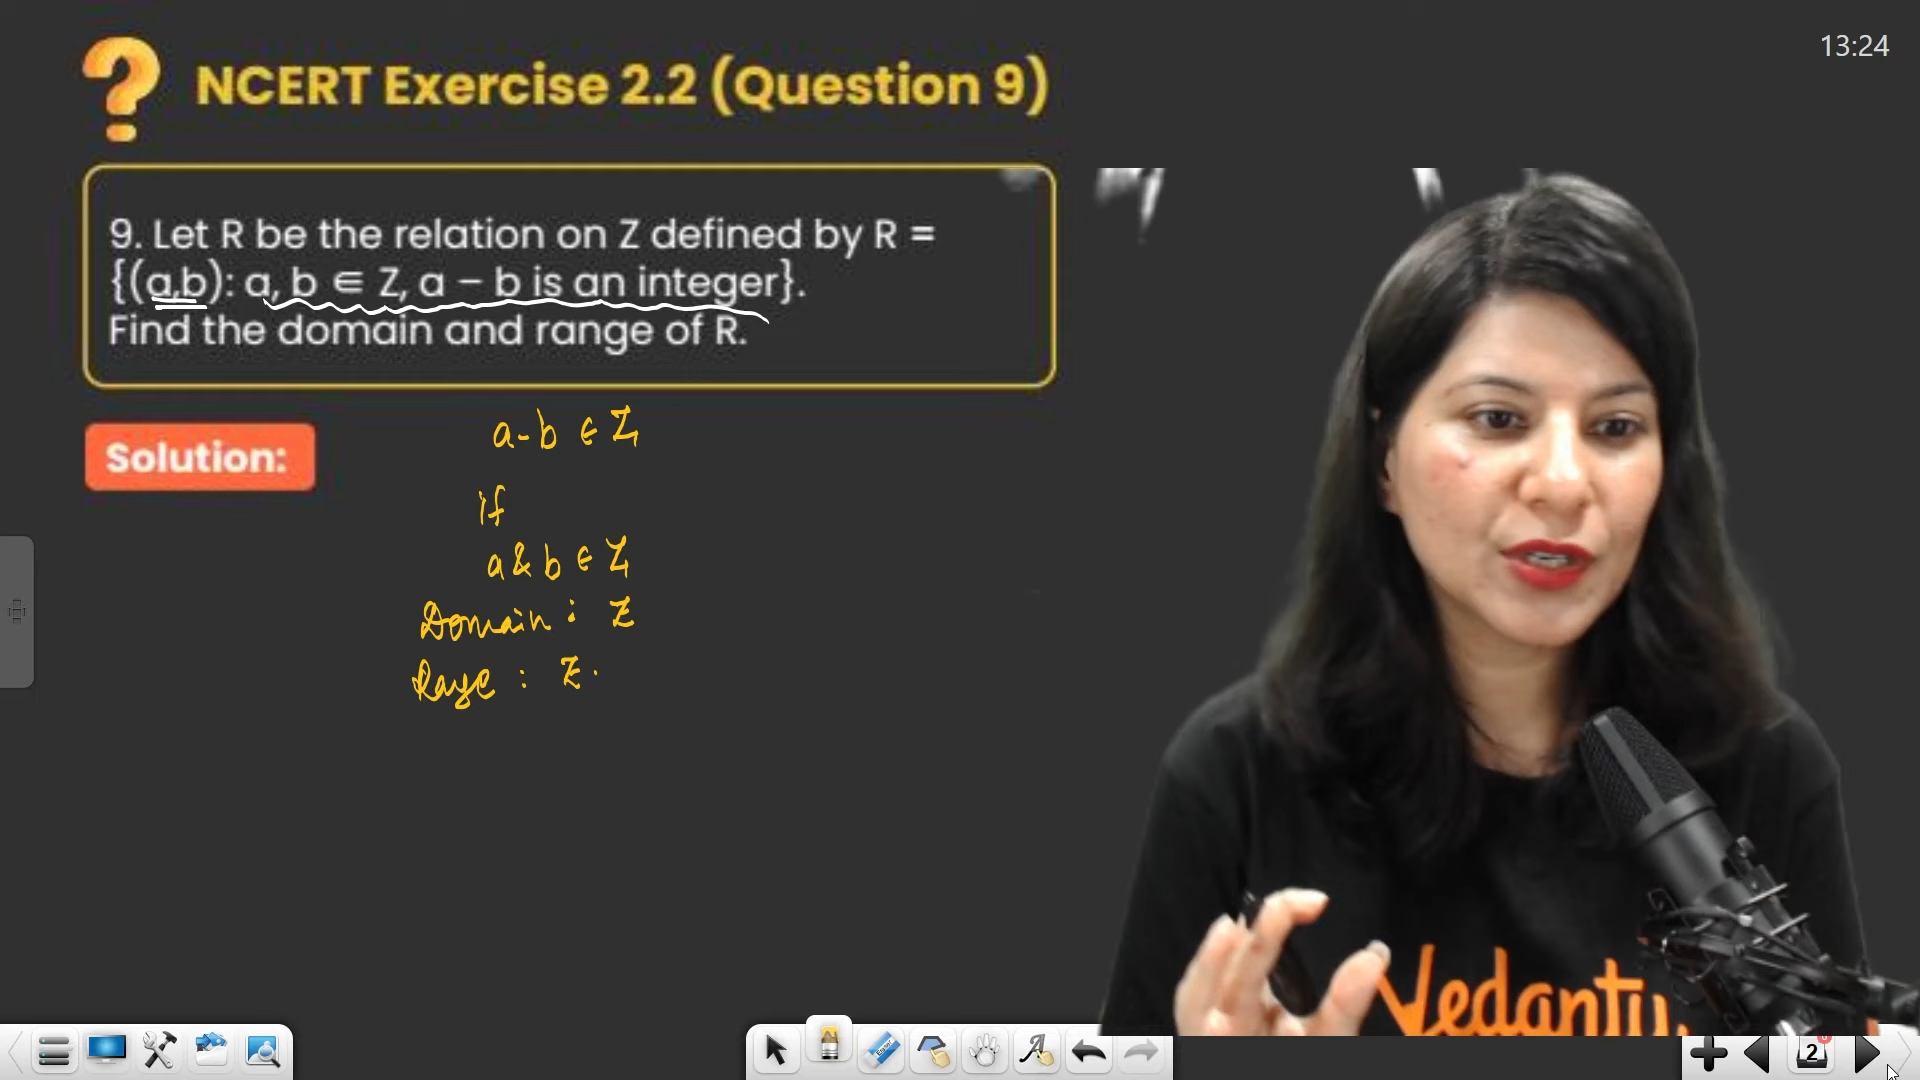 13:24
NCERT Exercise 2.2 (Question 9)
9. Let R be the relation on Z defined by R =
{(a,b): a, b ∈ Z, a – b is an integer}.
Find the domain and range of R.
Solution:
a-b ∈ Z
if
a & b ∈ Z
Domain : Z
Range : Z.
Vedantu
2